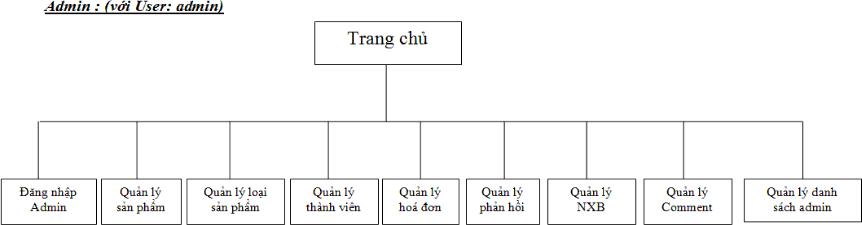 Admin : (với User: admin)
Trang chủ
Đăng nhập
Admin
Quản lý
sản phẩm
Quản lý loại
sản phẩm
Quản lý
thành viên
Quản lý
hoá đơn
Quản lý
phản hồi
Quản lý
NXB
Quản lý
Comment
Quản lý danh
sách admin